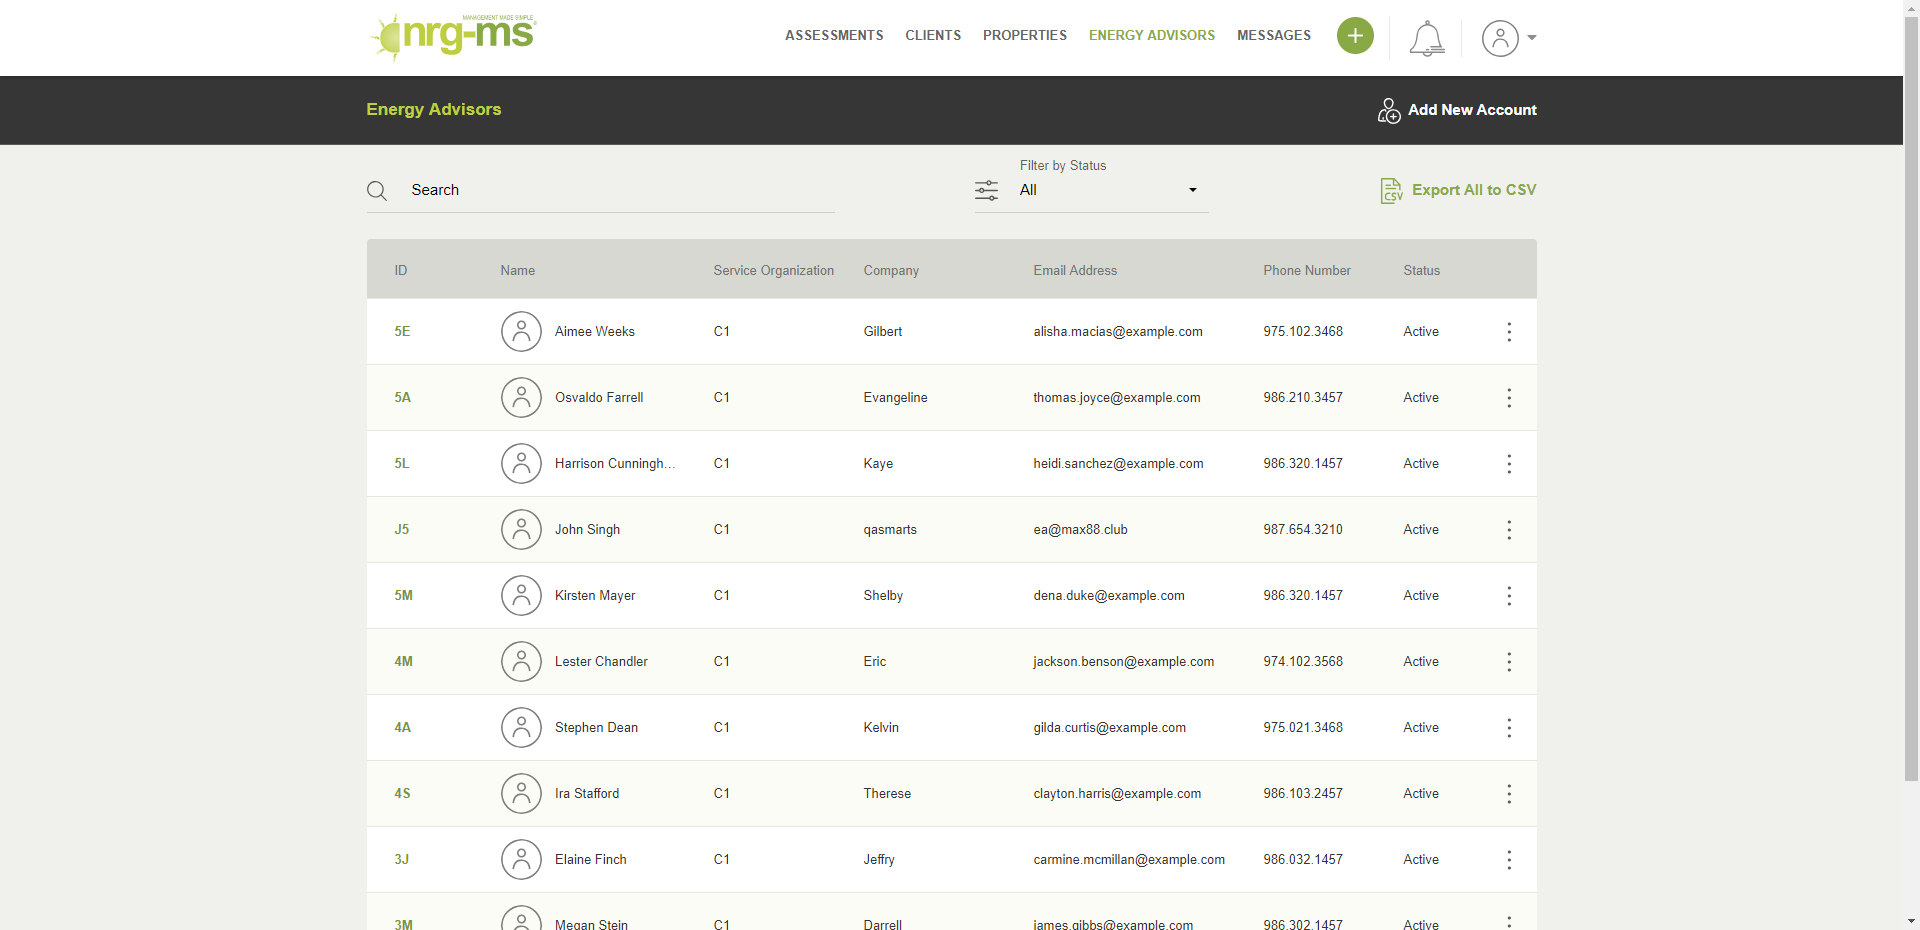 MANAGEMENT MADE SIMPLE
nrg-ms
ASSESSMENTS CLIENTS PROPERTIES ENERGY ADVISORS MESSAGES
Energy Advisors
Add New Account
Filter by Status
Search
All
CSV Export All to CSV
ID Name Service Organization Company Email Address Phone Number Status
5E Aimee Weeks C1 Gilbert alisha.macias@example.com 975.102.3468 Active
5A Osvaldo Farrell C1 Evangeline thomas.joyce@example.com 986.210.3457 Active
5L Harrison Cunningh... C1 Kaye heidi.sanchez@example.com 986.320.1457 Active
J5 John Singh C1 qasmarts ea@max88.club 987.654.3210 Active
5M Kirsten Mayer C1 Shelby dena.duke@example.com 986.320.1457 Active
4M Lester Chandler C1 Eric jackson.benson@example.com 974.102.3568 Active
4A Stephen Dean C1 Kelvin gilda.curtis@example.com 975.021.3468 Active
4S Ira Stafford C1 Therese clayton.harris@example.com 986.103.2457 Active
3J Elaine Finch C1 Jeffry carmine.mcmillan@example.com 986.032.1457 Active
3M Megan Stein C1 Darrell james.gibbs@example.com 986.302.1457 Active